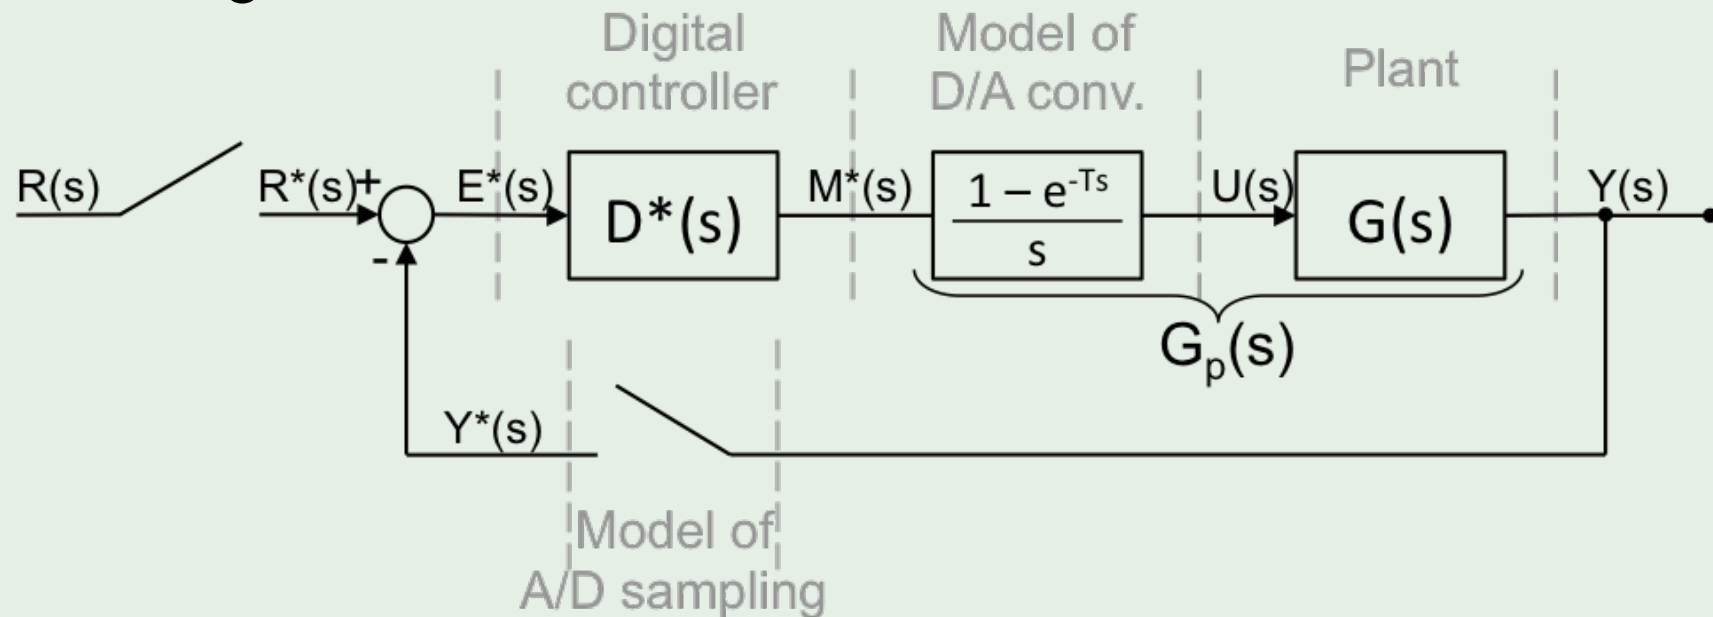 Digital
controller
Model of
D/A conv.
Plant
R(s)
R*(s)
+
E*(s)
D*(s)
M*(s)
1 – e^-Ts
s
U(s)
G(s)
Y(s)
-
Gp(s)
Y*(s)
Model of
A/D sampling